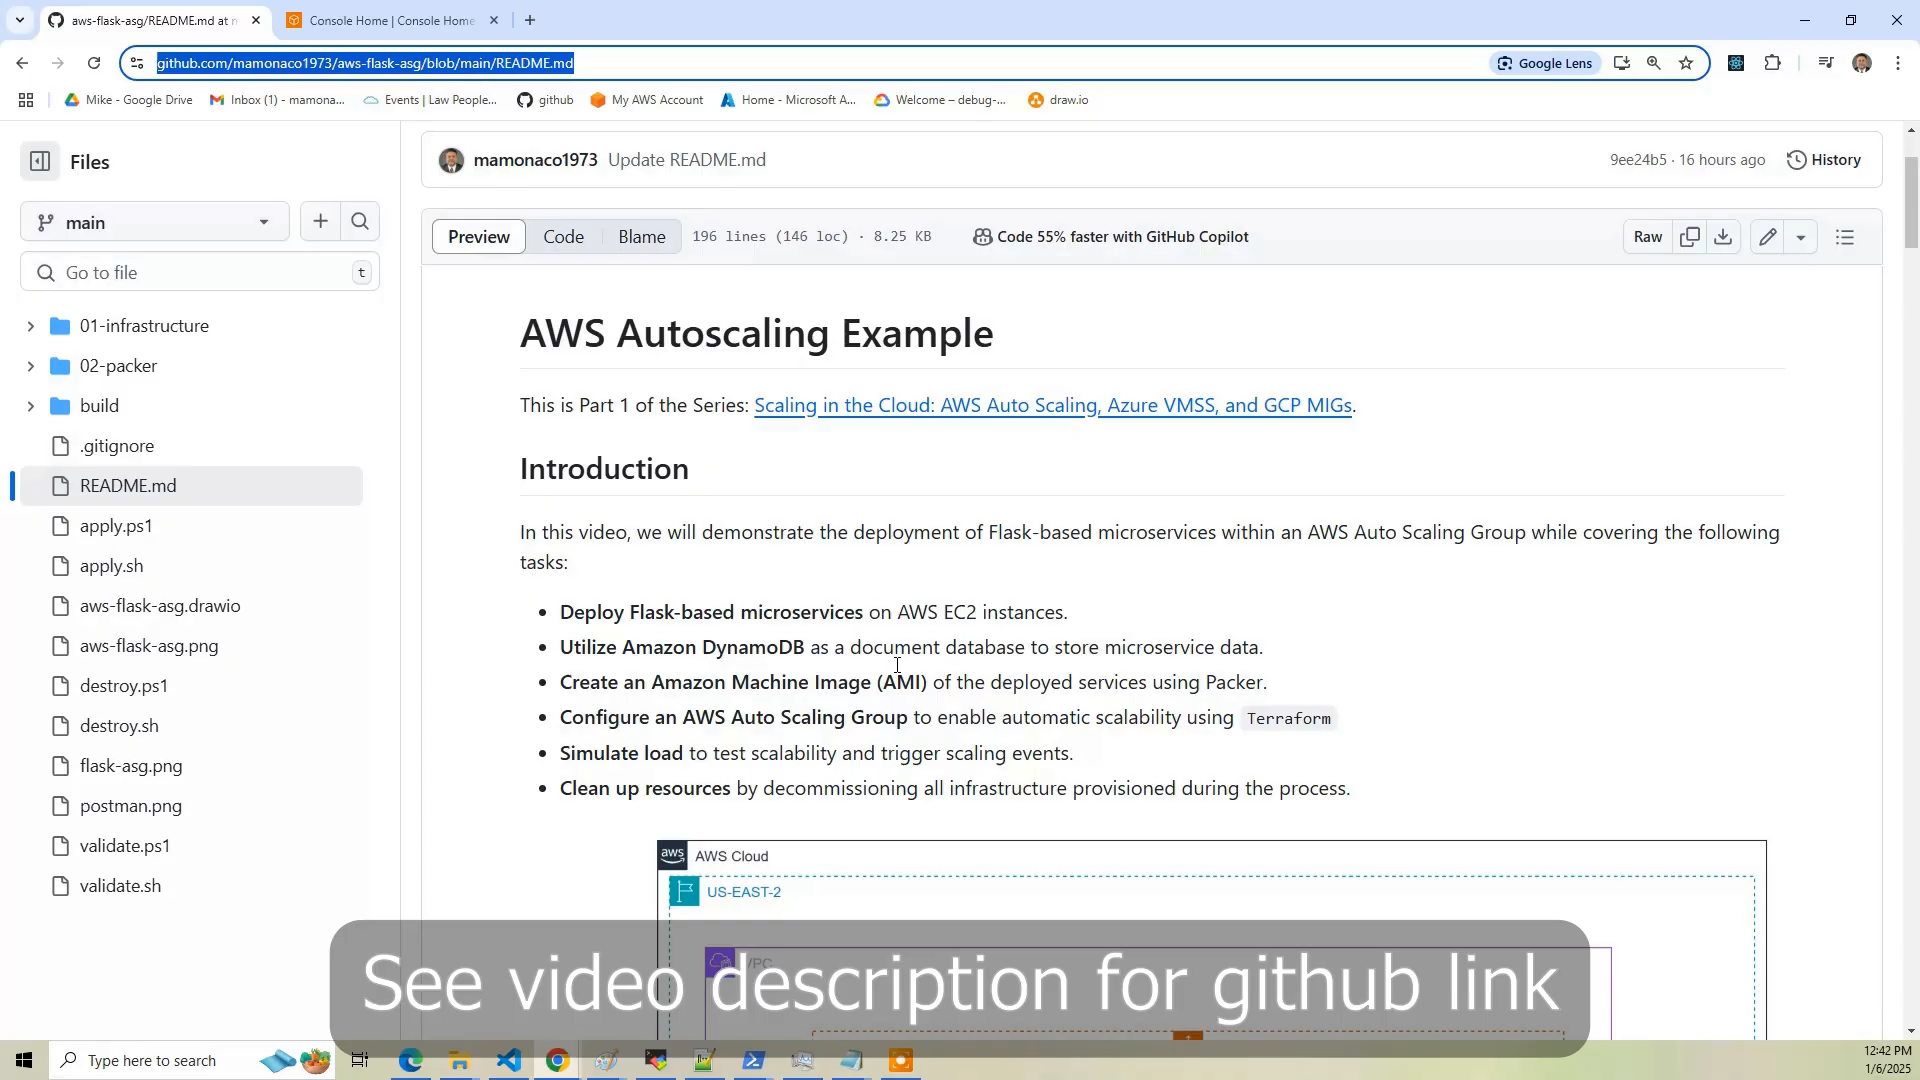 aws-flask-asg/README.md at m
Console Home | Console Home
github.com/mamonaco1973/aws-flask-asg/blob/main/README.md
Google Lens
Mike - Google Drive
Inbox (1) - mamona...
Events | Law People...
github
My AWS Account
Home - Microsoft A...
Welcome – debug-...
draw.io
Files
main
Go to file
t
01-infrastructure
02-packer
build
.gitignore
README.md
apply.ps1
apply.sh
aws-flask-asg.drawio
aws-flask-asg.png
destroy.ps1
destroy.sh
flask-asg.png
postman.png
validate.ps1
validate.sh
mamonaco1973 Update README.md
9ee24b5 · 16 hours ago
History
Preview
Code
Blame
196 lines (146 loc) · 8.25 KB
Code 55% faster with GitHub Copilot
Raw
AWS Autoscaling Example
This is Part 1 of the Series: Scaling in the Cloud: AWS Auto Scaling, Azure VMSS, and GCP MIGs.
Introduction
In this video, we will demonstrate the deployment of Flask-based microservices within an AWS Auto Scaling Group while covering the following
tasks:
• Deploy Flask-based microservices on AWS EC2 instances.
• Utilize Amazon DynamoDB as a document database to store microservice data.
• Create an Amazon Machine Image (AMI) of the deployed services using Packer.
• Configure an AWS Auto Scaling Group to enable automatic scalability using Terraform
• Simulate load to test scalability and trigger scaling events.
• Clean up resources by decommissioning all infrastructure provisioned during the process.
aws
AWS Cloud
US-EAST-2
VPC
See video description for github link
Type here to search
12:42 PM
1/6/2025